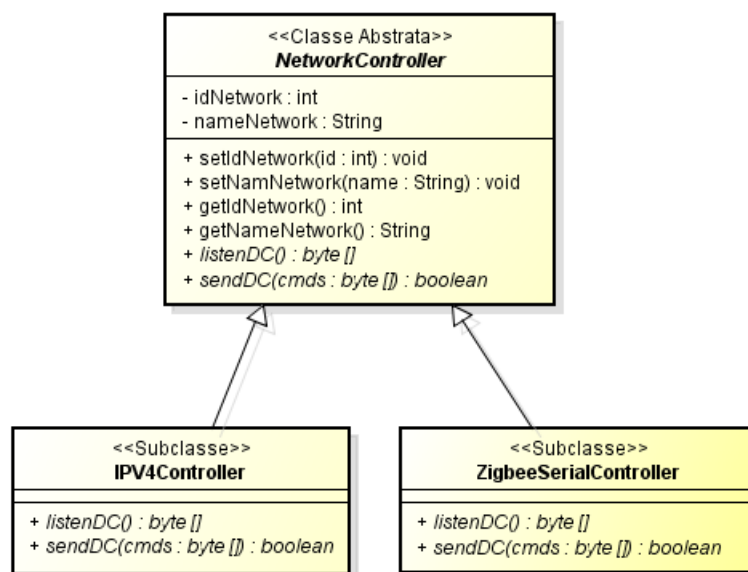 <<Classe Abstrata>>
NetworkController
- idNetwork : int
- nameNetwork : String
+ setIdNetwork(id : int) : void
+ setNamNetwork(name : String) : void
+ getIdNetwork() : int
+ getNameNetwork() : String
+ listenDC() : byte []
+ sendDC(cmds : byte []) : boolean
<<Subclasse>>
IPV4Controller
+ listenDC() : byte []
+ sendDC(cmds : byte []) : boolean
<<Subclasse>>
ZigbeeSerialController
+ listenDC() : byte []
+ sendDC(cmds : byte []) : boolean